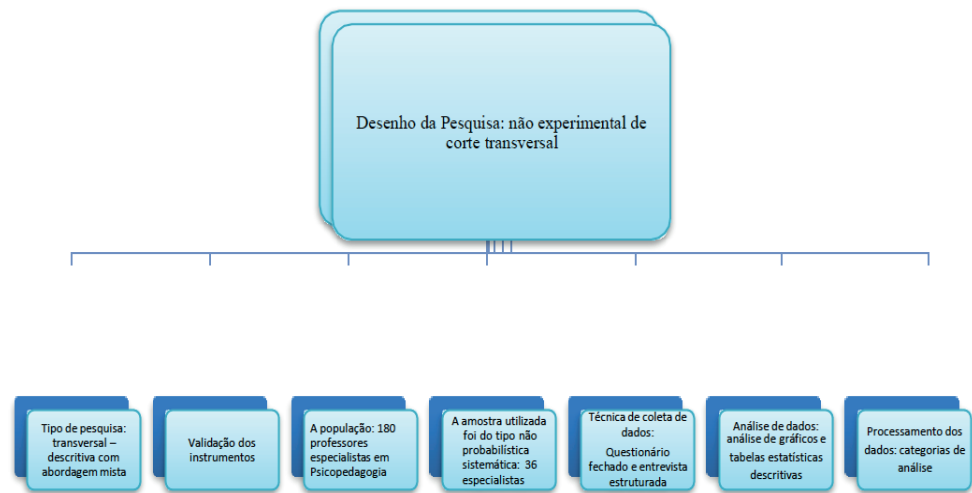 Desenho da Pesquisa: não experimental de
corte transversal
Tipo de pesquisa:
transversal –
descritiva com
abordagem mista
Validação dos
instrumentos
A população: 180
professores
especialistas em
Psicopedagogia
A amostra utilizada
foi do tipo não
probabilística
sistemática: 36
especialistas
Técnica de coleta de
dados:
Questionário
fechado e entrevista
estruturada
Análise de dados:
análise de gráficos e
tabelas estatísticas
descritivas
Processamento dos
dados: categorias de
análise